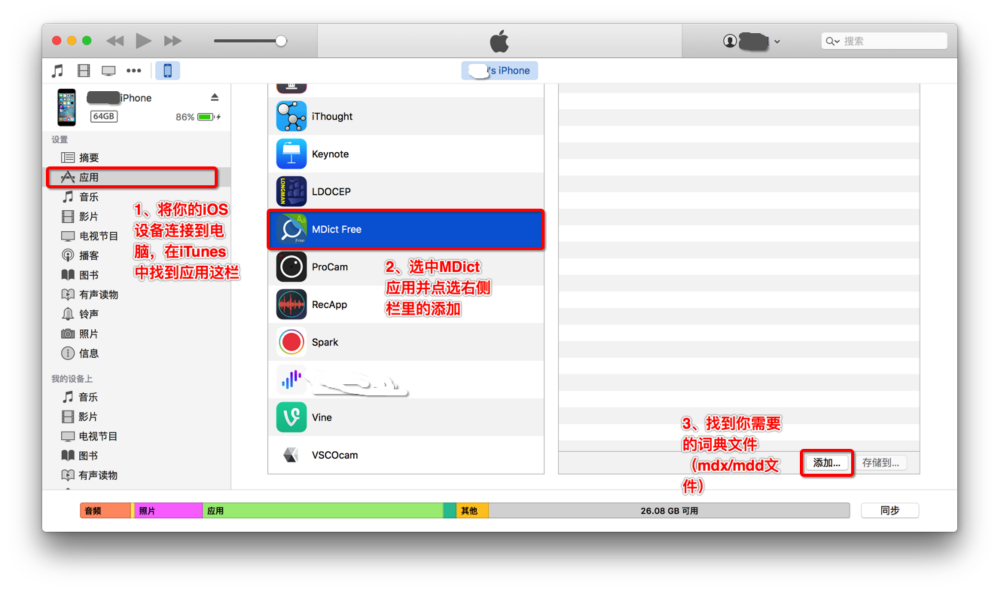 搜索
's iPhone
iPhone
64GB
86%
设置
摘要
应用
音乐
影片
电视节目
播客
图书
有声读物
铃声
照片
信息
我的设备上
音乐
影片
电视节目
图书
有声读物
1、将你的iOS
设备连接到电
脑，在iTunes
中找到应用这栏
iThought
Keynote
LONGMAN
LDOCEP
Free
MDict Free
ProCam
RecApp
Spark
Vine
VSCOcam
2、选中MDict
应用并点选右侧
栏里的添加
3、找到你需要
的词典文件
（mdx/mdd文
件）
添加...
存储到...
音频
照片
应用
其他
26.08 GB 可用
同步